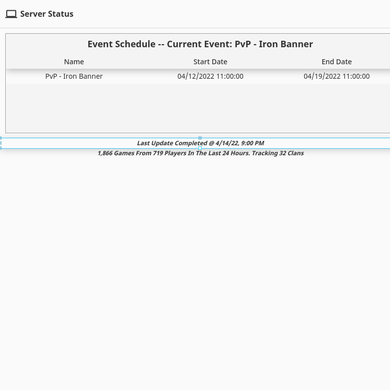 Server Status
Event Schedule -- Current Event: PvP - Iron Banner
Name Start Date End Date
PvP - Iron Banner 04/12/2022 11:00:00 04/19/2022 11:00:00
Last Update Completed @ 4/14/22, 9:00 PM
1,866 Games From 719 Players In The Last 24 Hours. Tracking 32 Clans